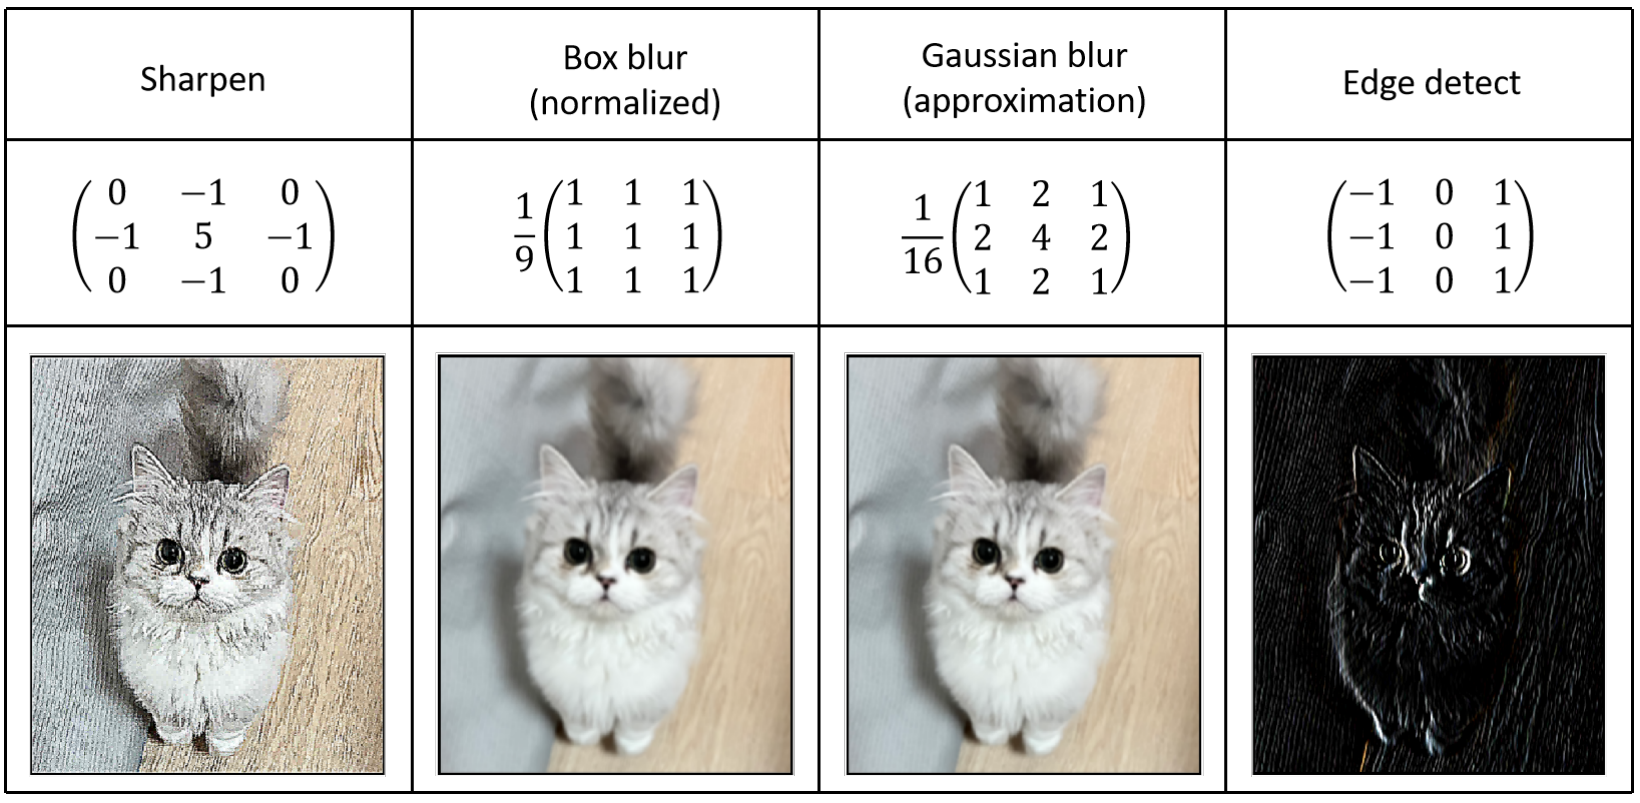 Sharpen
Box blur
(normalized)
Gaussian blur
(approximation)
Edge detect
0 −1 0
−1 5 −1
0 −1 0
1/9
1 1 1
1 1 1
1 1 1
1/16
1 2 1
2 4 2
1 2 1
−1 0 1
−1 0 1
−1 0 1